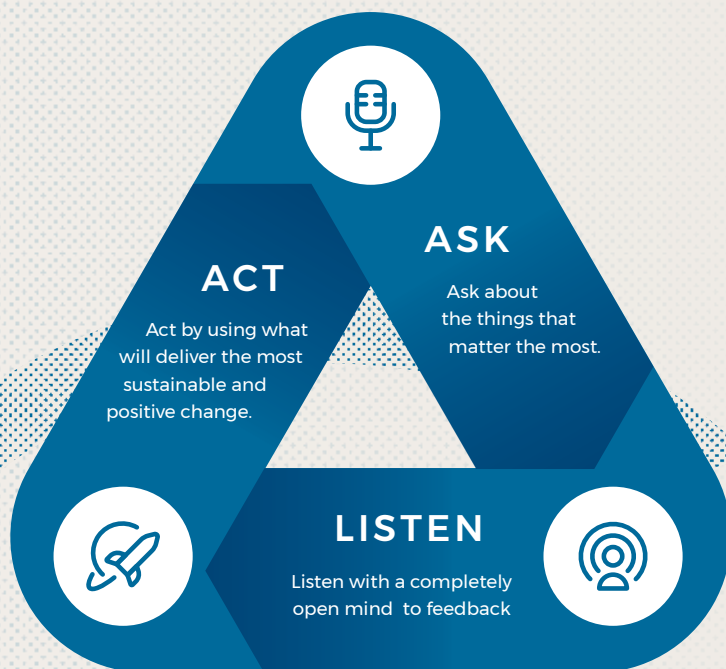 ASK
Ask about
the things that
matter the most.
ACT
Act by using what
will deliver the most
sustainable and
positive change.
LISTEN
Listen with a completely
open mind  to feedback